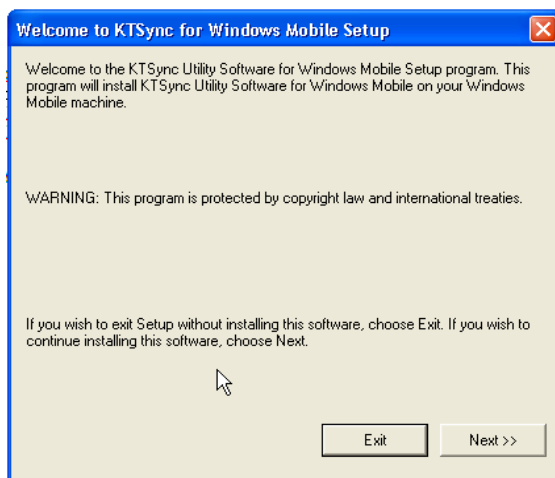 Welcome to KTSync for Windows Mobile Setup
Welcome to the KTSync Utility Software for Windows Mobile Setup program. This
program will install KTSync Utility Software for Windows Mobile on your Windows
Mobile machine.
WARNING: This program is protected by copyright law and international treaties.
If you wish to exit Setup without installing this software, choose Exit. If you wish to
continue installing this software, choose Next.
Exit
Next >>